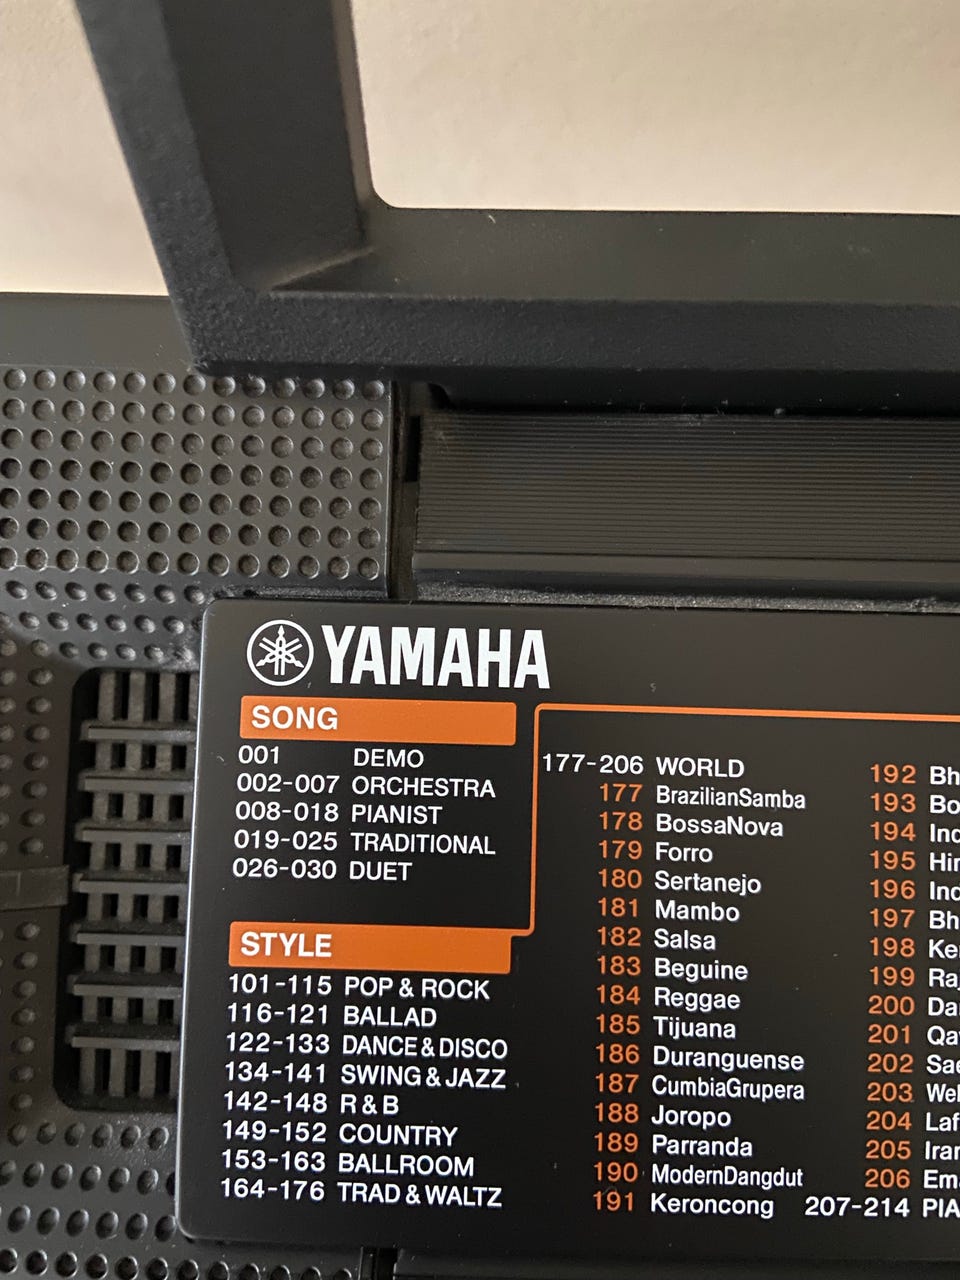 YAMAHA
SONG
001 DEMO
002-007 ORCHESTRA
008-018 PIANIST
019-025 TRADITIONAL
026-030 DUET
STYLE
101-115 POP & ROCK
116-121 BALLAD
122-133 DANCE & DISCO
134-141 SWING & JAZZ
142-148 R & B
149-152 COUNTRY
153-163 BALLROOM
164-176 TRAD & WALTZ
177-206 WORLD
177 BrazilianSamba
178 BossaNova
179 Forro
180 Sertanejo
181 Mambo
182 Salsa
183 Beguine
184 Reggae
185 Tijuana
186 Duranguense
187 CumbiaGrupera
188 Joropo
189 Parranda
190 ModernDangdut
191 Keroncong
192
193
194
195
196
197
198
199
200
201
202
203
204
205
206
207-214